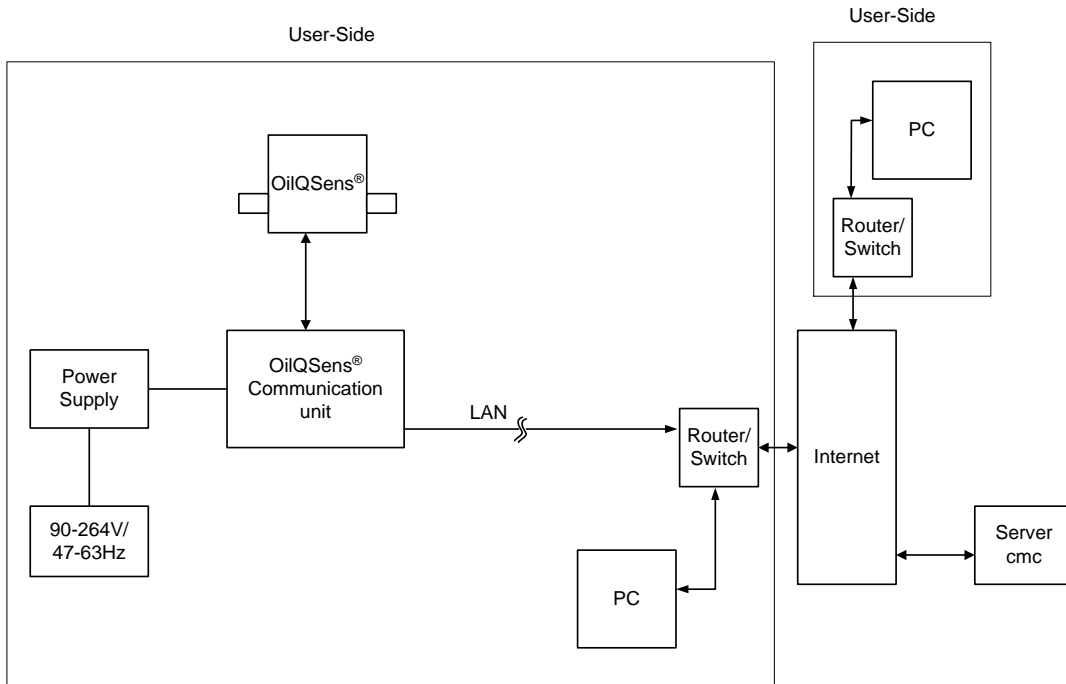 User-Side
User-Side
PC
OilQSens®
Router/
Switch
OilQSens®
Communication
unit
Power
Supply
LAN
Router/
Switch
Internet
90-264V/
47-63Hz
Server
cmc
PC